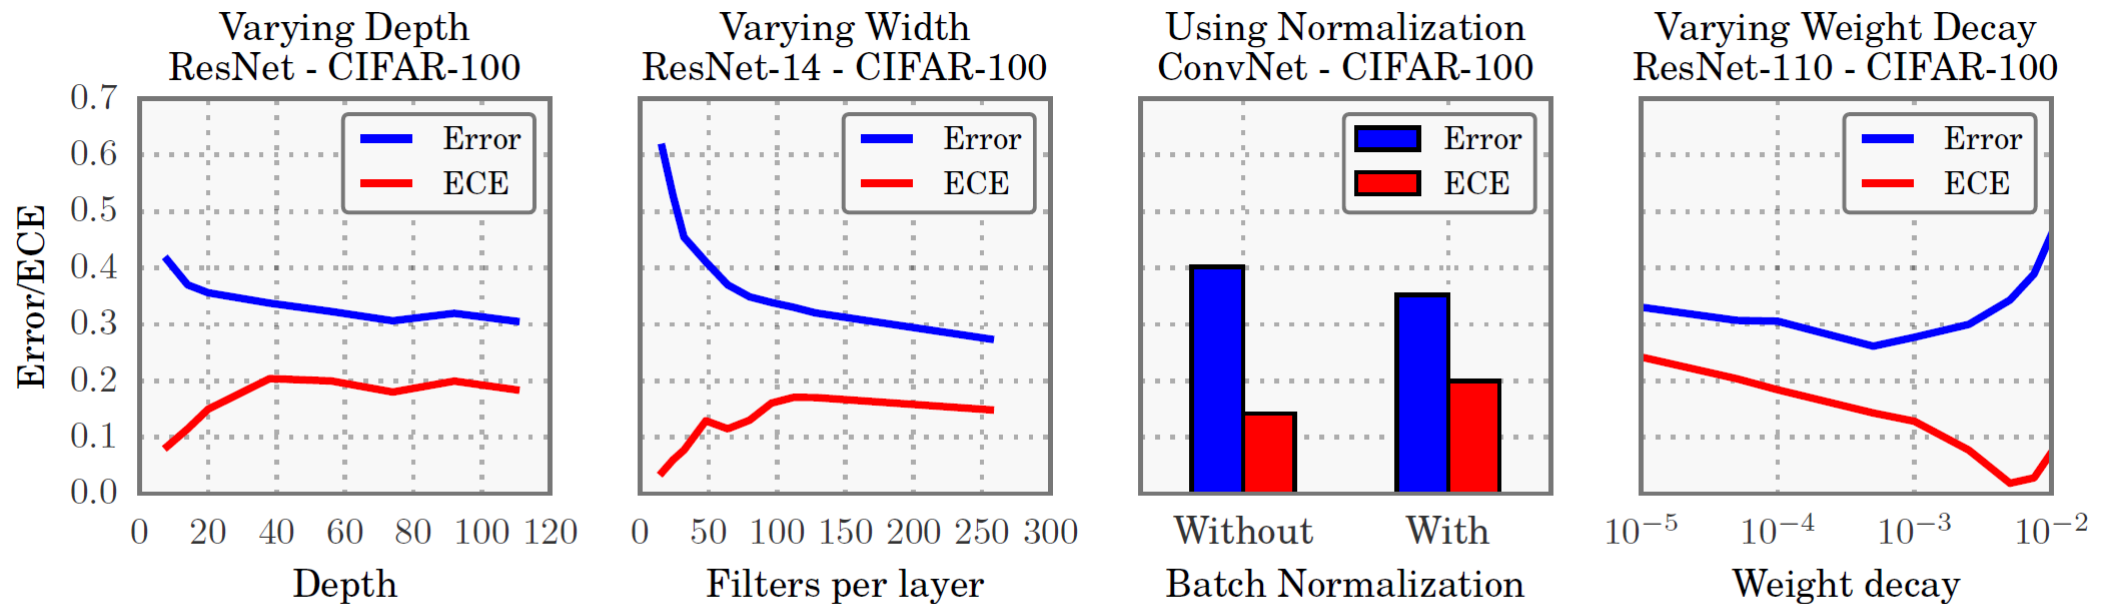 Varying Depth
ResNet - CIFAR-100
Varying Width
ResNet-14 - CIFAR-100
Using Normalization
ConvNet - CIFAR-100
Varying Weight Decay
ResNet-110 - CIFAR-100
Error/ECE
0.7
0.6
0.5
0.4
0.3
0.2
0.1
0.0
Error
ECE
Error
ECE
Error
ECE
Error
ECE
0 20 40 60 80 100 120
0 50 100 150 200 250 300
Without With
10⁻⁵ 10⁻⁴ 10⁻³ 10⁻²
Depth
Filters per layer
Batch Normalization
Weight decay